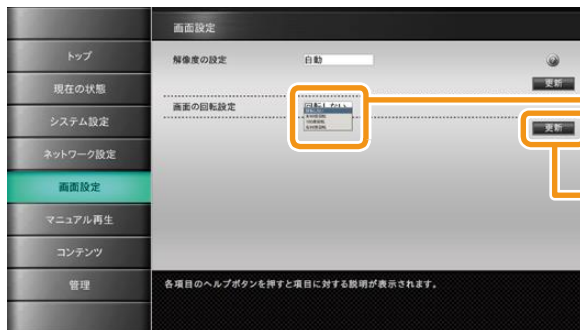 画面設定
トップ
現在の状態
システム設定
ネットワーク設定
画面設定
マニュアル再生
コンテンツ
管理
解像度の設定
自動
更新
画面の回転設定
回転しない
更新
各項目のヘルプボタンを押すと項目に対する説明が表示されます。